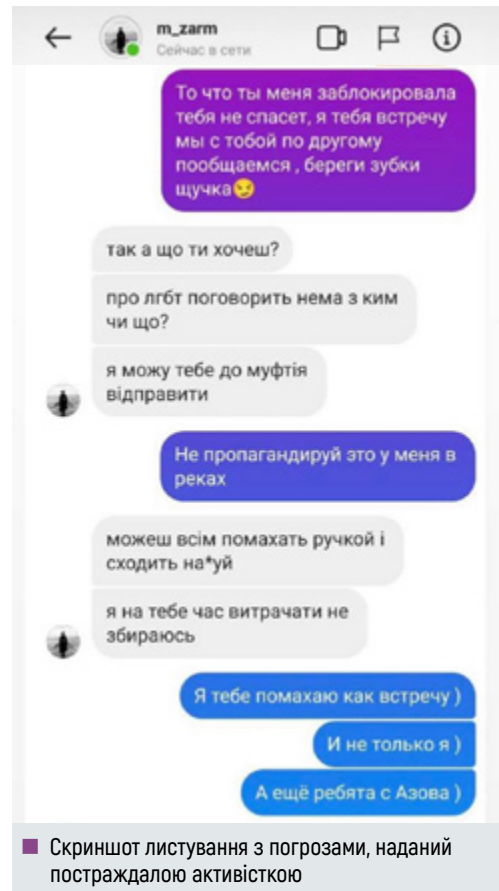 m_zarm
Сейчас в сети
То что ты меня заблокировала
тебя не спасет, я тебя встречу
мы с тобой по другому
пообщаемся , береги зубки
щучка😏
так а що ти хочеш?
про лгбт поговорить нема з ким
чи що?
я можу тебе до муфтія
відправити
Не пропагандируй это у меня в
реках
можеш всім помахать ручкой і
сходить на*уй
я на тебе час витрачати не
збираюсь
Я тебе помахаю как встречу )
И не только я )
А ещё ребята с Азова )
Скриншот листування з погрозами, наданий
постраждалою активісткою